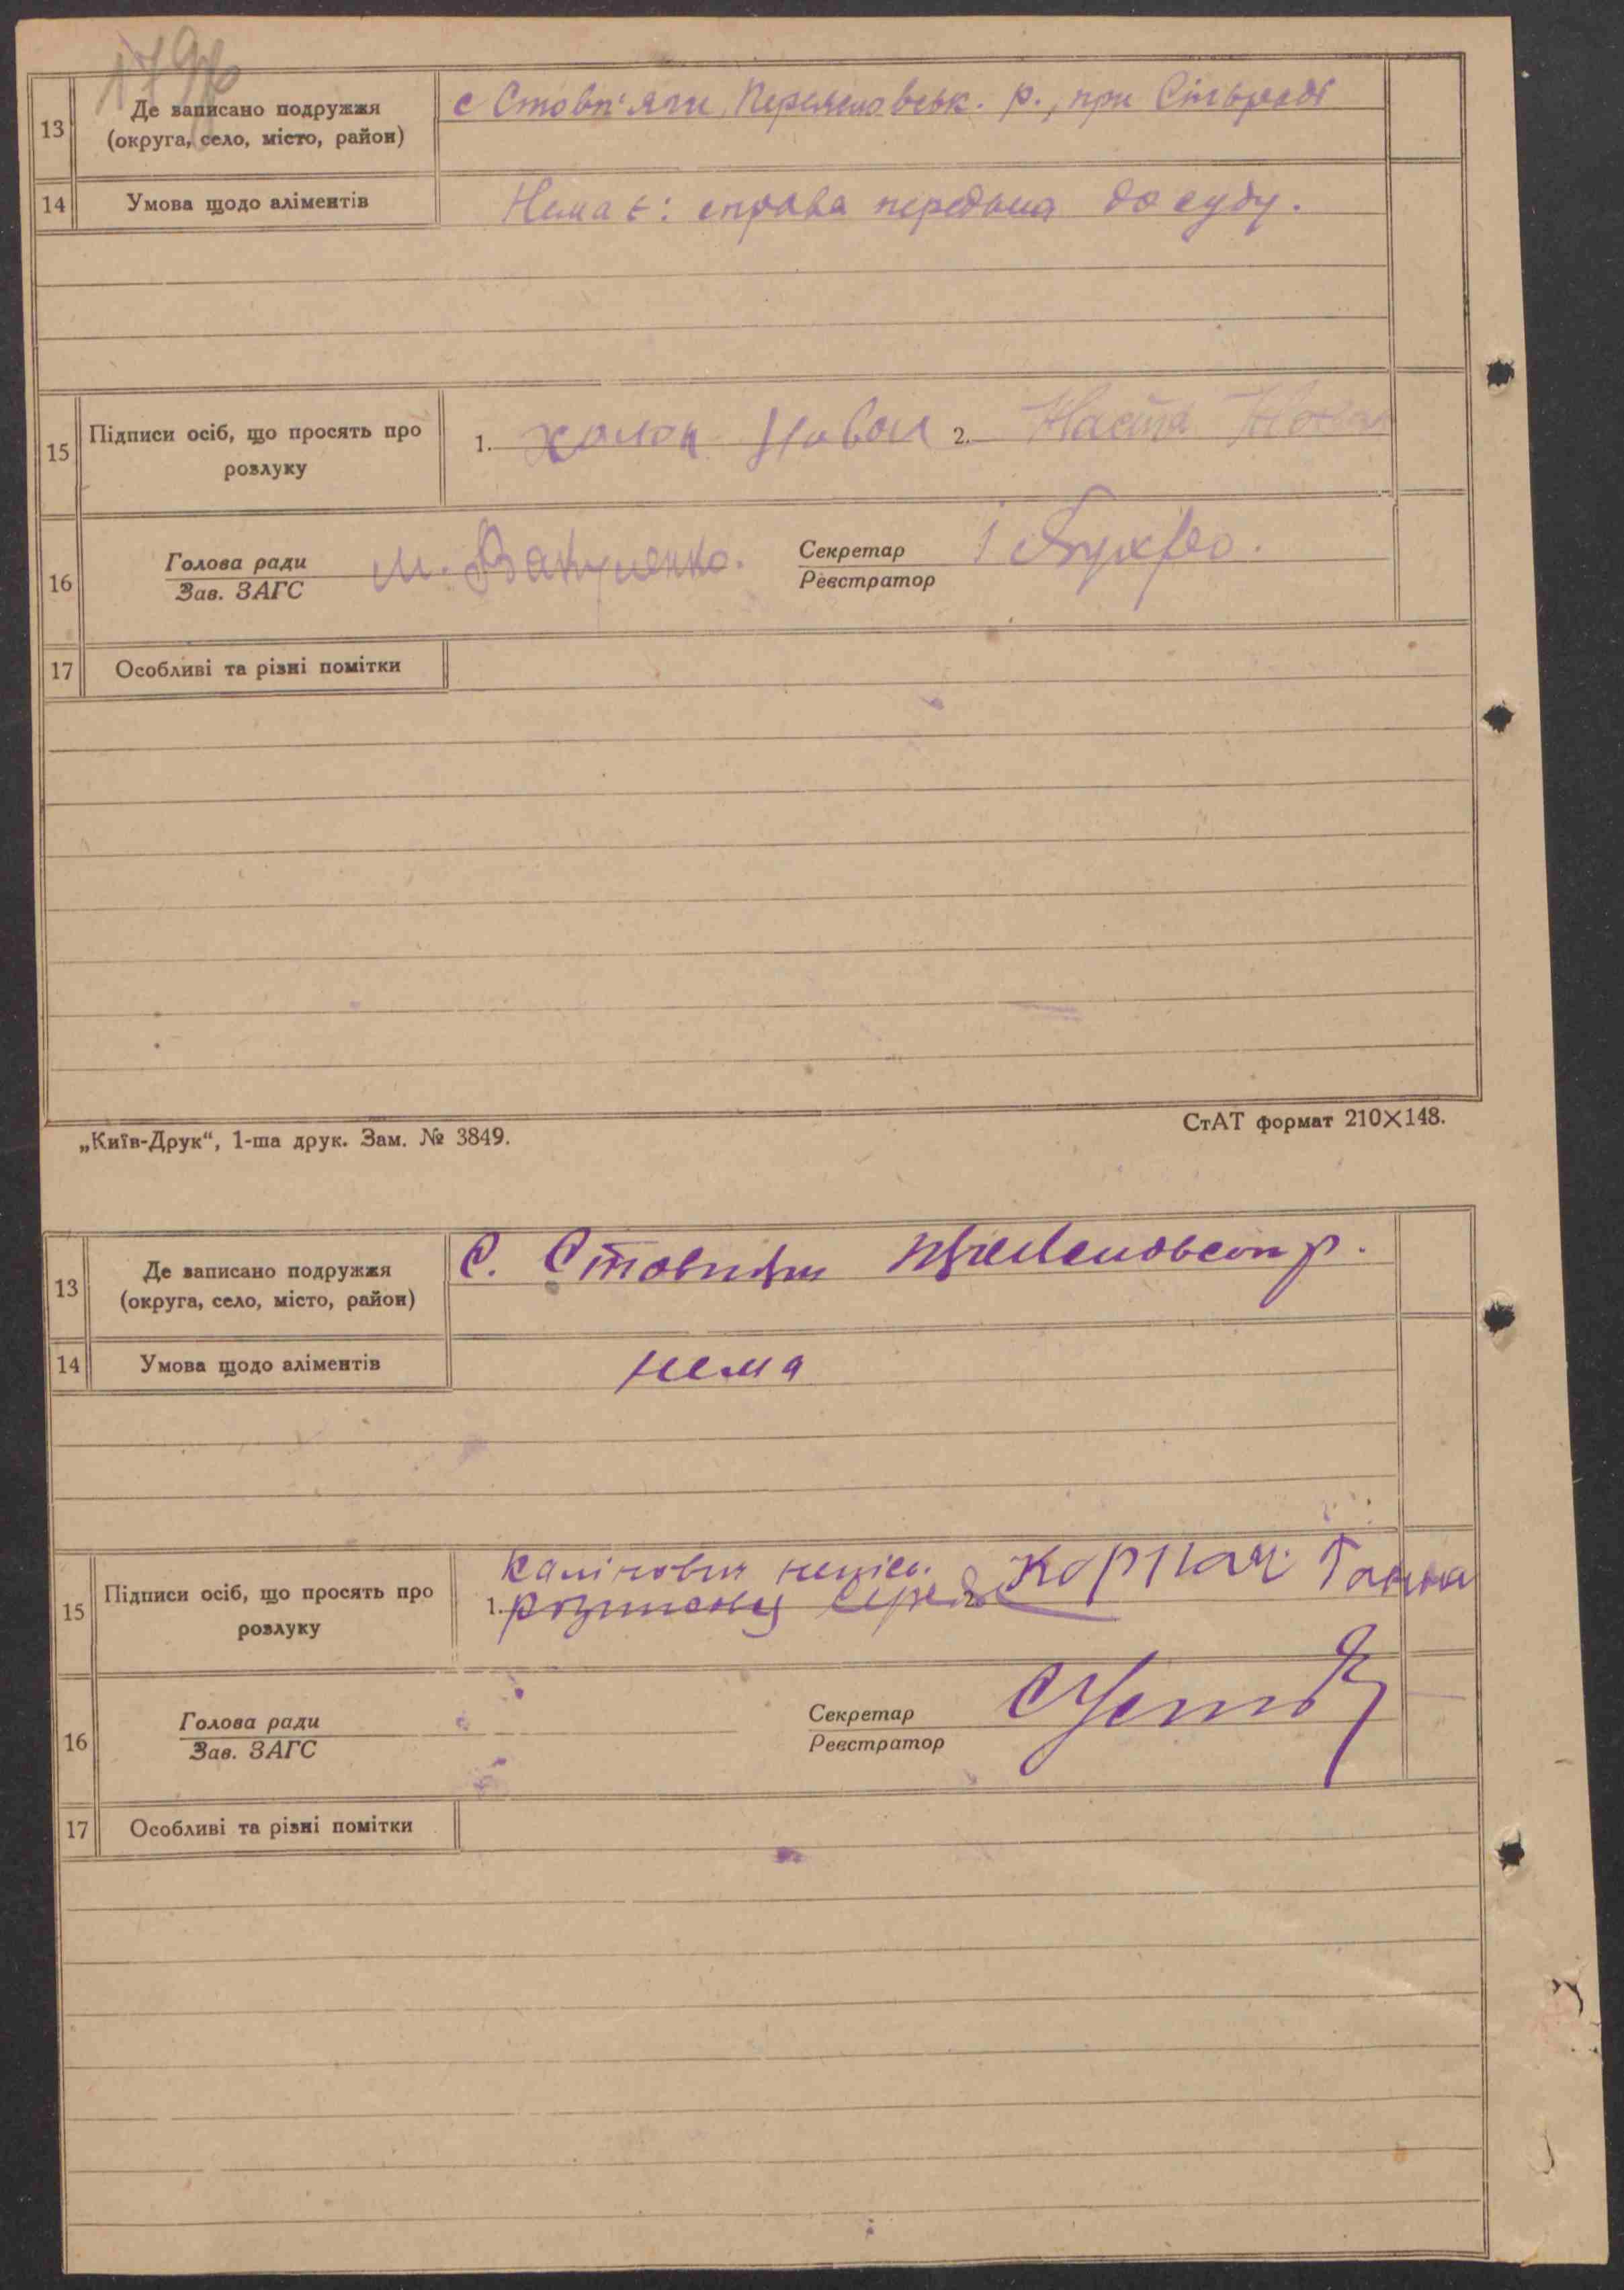 179
13
Де записано подружжя
(округа, село, місто, район)
с Стовп'яги, Переяславськ. р., при Сільраді
14
Умова щодо аліментів
Немає: справа передана до суду.
15
Підписи осіб, що просять про
розлуку
1.
2. Настя
16
Голова ради
Зав. ЗАГС
М.
Секретар
Реєстратор
17
Особливі та різні помітки
„Київ-Друк“, 1-ша друк. Зам. № 3849.
СтАТ формат 210×148.
13
Де записано подружжя
(округа, село, місто, район)
С. Стовпяги р.
14
Умова щодо аліментів
нема
15
Підписи осіб, що просять про
розлуку
1.
2. Корпач Ганна
16
Голова ради
Зав. ЗАГС
Секретар
Реєстратор
17
Особливі та різні помітки